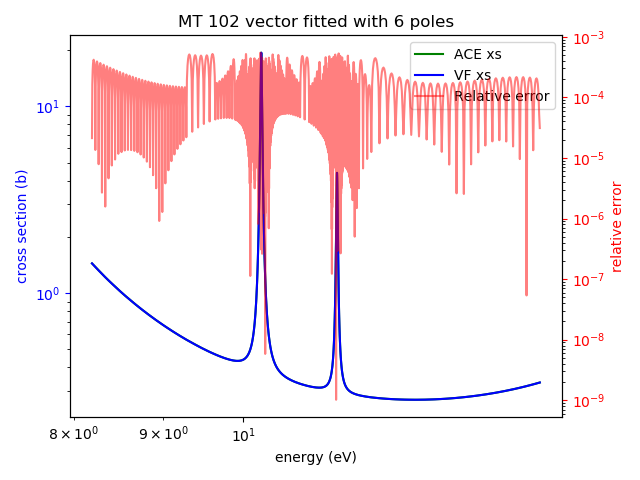 MT 102 vector fitted with 6 poles
ACE xs
VF xs
Relative error
cross section (b)
10¹
10⁰
relative error
10⁻³
10⁻⁴
10⁻⁵
10⁻⁶
10⁻⁷
10⁻⁸
10⁻⁹
8 × 10⁰
9 × 10⁰
10¹
energy (eV)